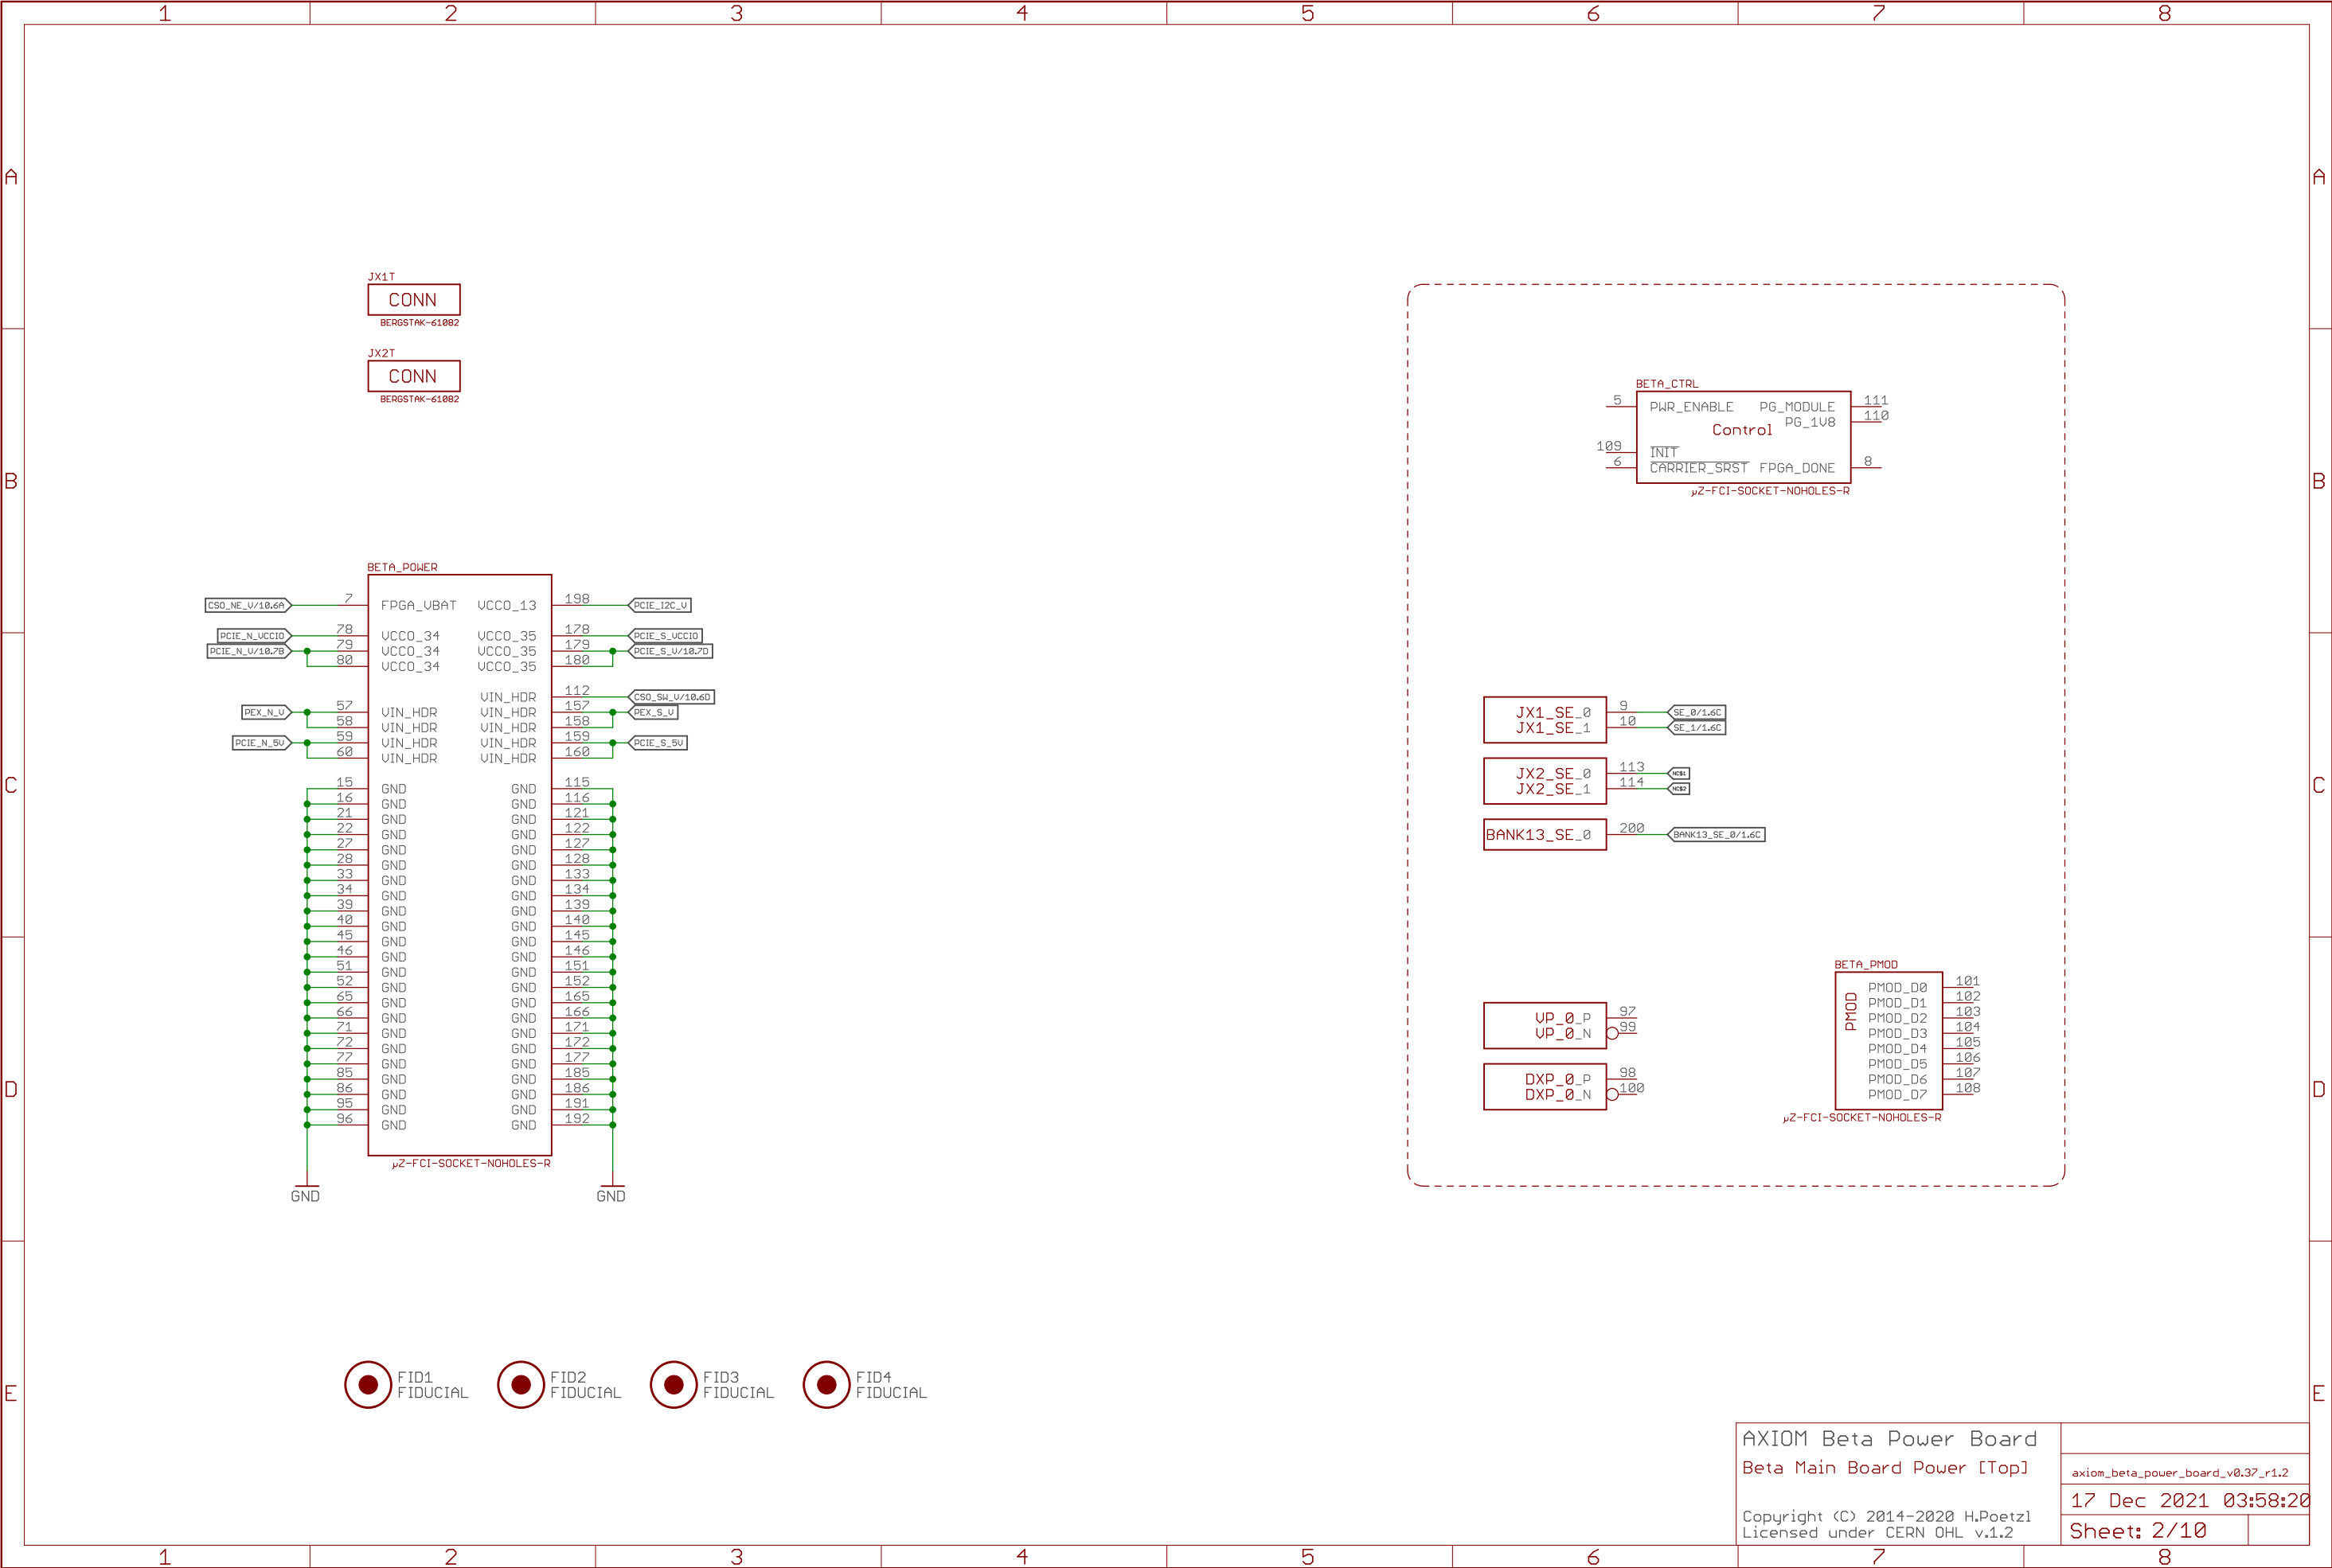 1 2 3 4 5 6 7 8
A A
B B
C C
D D
E E
JX1T
CONN
BERGSTAK-61082
JX2T
CONN
BERGSTAK-61082
BETA_POWER
CSO_NE_V/10.6A 7 FPGA_VBAT VCCO_13 198 PCIE_I2C_V
PCIE_N_VCCIO 78 VCCO_34 VCCO_35 178 PCIE_S_VCCIO
PCIE_N_V/10.7B 79 VCCO_34 VCCO_35 179 PCIE_S_V/10.7D
80 VCCO_34 VCCO_35 180
VIN_HDR 112 CSO_SW_V/10.6D
PEX_N_V 57 VIN_HDR VIN_HDR 157 PEX_S_V
58 VIN_HDR VIN_HDR 158
PCIE_N_5V 59 VIN_HDR VIN_HDR 159 PCIE_S_5V
60 VIN_HDR VIN_HDR 160
15 GND GND 115
16 GND GND 116
21 GND GND 121
22 GND GND 122
27 GND GND 127
28 GND GND 128
33 GND GND 133
34 GND GND 134
39 GND GND 139
40 GND GND 140
45 GND GND 145
46 GND GND 146
51 GND GND 151
52 GND GND 152
65 GND GND 165
66 GND GND 166
71 GND GND 171
72 GND GND 172
77 GND GND 177
85 GND GND 185
86 GND GND 186
95 GND GND 191
96 GND GND 192
µZ-FCI-SOCKET-NOHOLES-R
GND GND
BETA_CTRL
5 PWR_ENABLE PG_MODULE 111
PG_1V8 110
Control
109 INIT
6 CARRIER_SRST FPGA_DONE 8
µZ-FCI-SOCKET-NOHOLES-R
JX1_SE_0 9 SE_0/1.6C
JX1_SE_1 10 SE_1/1.6C
JX2_SE_0 113 NC$1
JX2_SE_1 114 NC$2
BANK13_SE_0 200 BANK13_SE_0/1.6C
VP_0_P 97
VP_0_N 99
DXP_0_P 98
DXP_0_N 100
BETA_PMOD
PMOD
PMOD_D0 101
PMOD_D1 102
PMOD_D2 103
PMOD_D3 104
PMOD_D4 105
PMOD_D5 106
PMOD_D6 107
PMOD_D7 108
µZ-FCI-SOCKET-NOHOLES-R
FID1
FIDUCIAL
FID2
FIDUCIAL
FID3
FIDUCIAL
FID4
FIDUCIAL
AXIOM Beta Power Board
Beta Main Board Power [Top]
Copyright (C) 2014-2020 H.Poetzl
Licensed under CERN OHL v.1.2
axiom_beta_power_board_v0.37_r1.2
17 Dec 2021 03:58:20
Sheet: 2/10
1 2 3 4 5 6 7 8